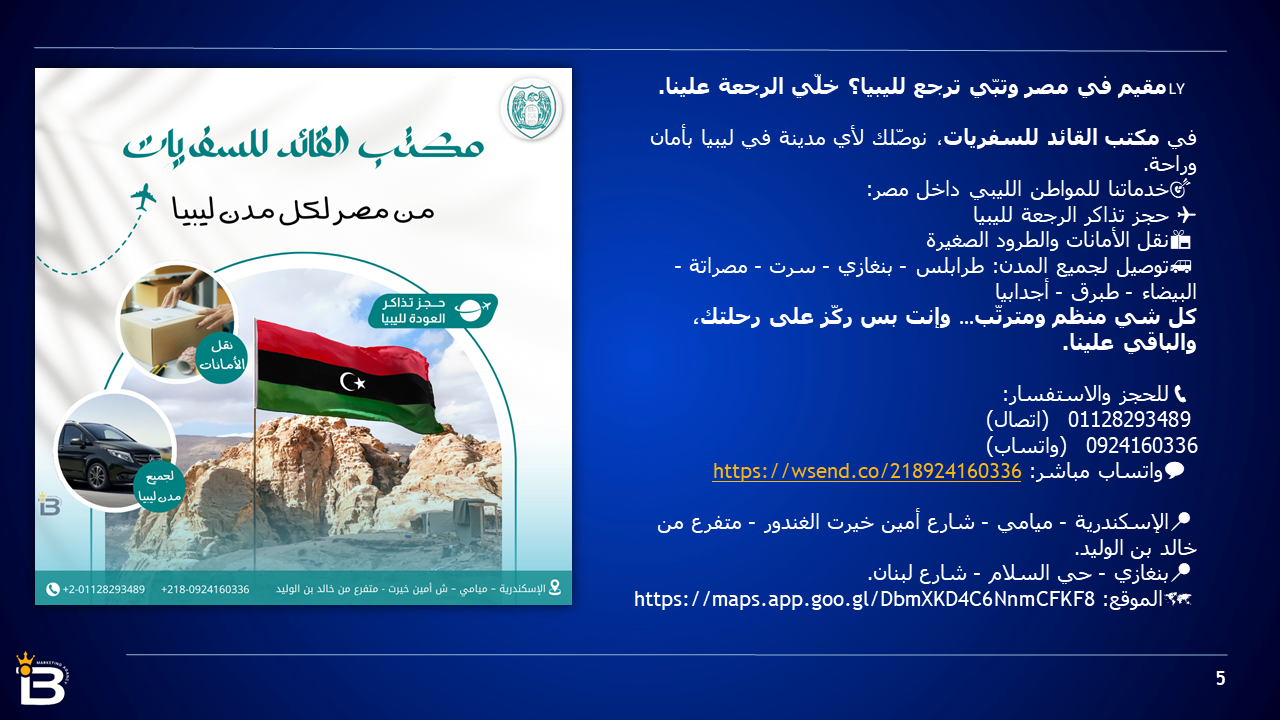 مكتب القائد للسفريات
من مصر لكل مدن ليبيا
حجز تذاكر
العودة لليبيا
نقل
الأمانات
لجميع
مدن ليبيا
+2-01128293489
+218-0924160336
الإسكندرية – ميامي – ش أمين خيرت - متفرع من خالد بن الوليد
LY مقيم في مصر وتبّي ترجع لليبيا؟ خلّي الرجعة علينا.
في مكتب القائد للسفريات، نوصّلك لأي مدينة في ليبيا بأمان
وراحة.
🎯خدماتنا للمواطن الليبي داخل مصر:
✈ حجز تذاكر الرجعة لليبيا
🎁نقل الأمانات والطرود الصغيرة
🚐توصيل لجميع المدن: طرابلس - بنغازي - سرت - مصراتة -
البيضاء - طبرق - أجدابيا
كل شي منظم ومترتّب... وإنت بس ركّز على رحلتك،
والباقي علينا.
📞للحجز والاستفسار:
01128293489 (اتصال)
0924160336 (واتساب)
💬واتساب مباشر: https://wsend.co/218924160336
📍الإسكندرية - ميامي - شارع أمين خيرت الغندور - متفرع من
خالد بن الوليد.
📍بنغازي - حي السلام - شارع لبنان.
🗺الموقع: https://maps.app.goo.gl/DbmXKD4C6NnmCFKF8
MARKETING AGENCY
5